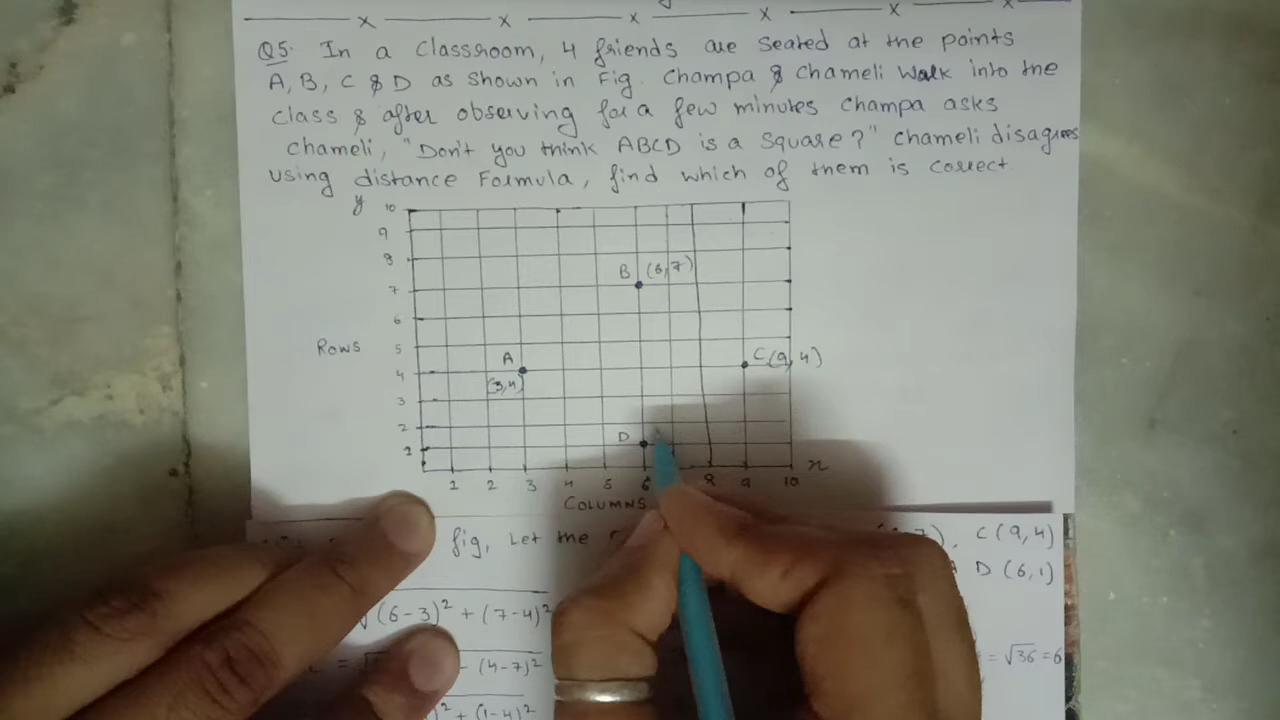 Q5. In a classroom, 4 friends are seated at the points
A, B, C & D as shown in Fig. Champa & Chameli Walk into the
class & after observing for a few minutes Champa asks
Chameli, "Don't you think ABCD is a square?" Chameli disagrees
using distance Formula, find which of them is correct.
y 10
9
8
B (6,7)
7
6
Rows 5
A C(9, 4)
4
(3,4)
3
2
D
1
x
1 2 3 4 5 6 8 9 10
COLUMNS
fig, Let the C(9,4)
D (6,1)
(6-3)² + (7-4)²
= (4-7)² = √36 = 6
² + (1-4)²